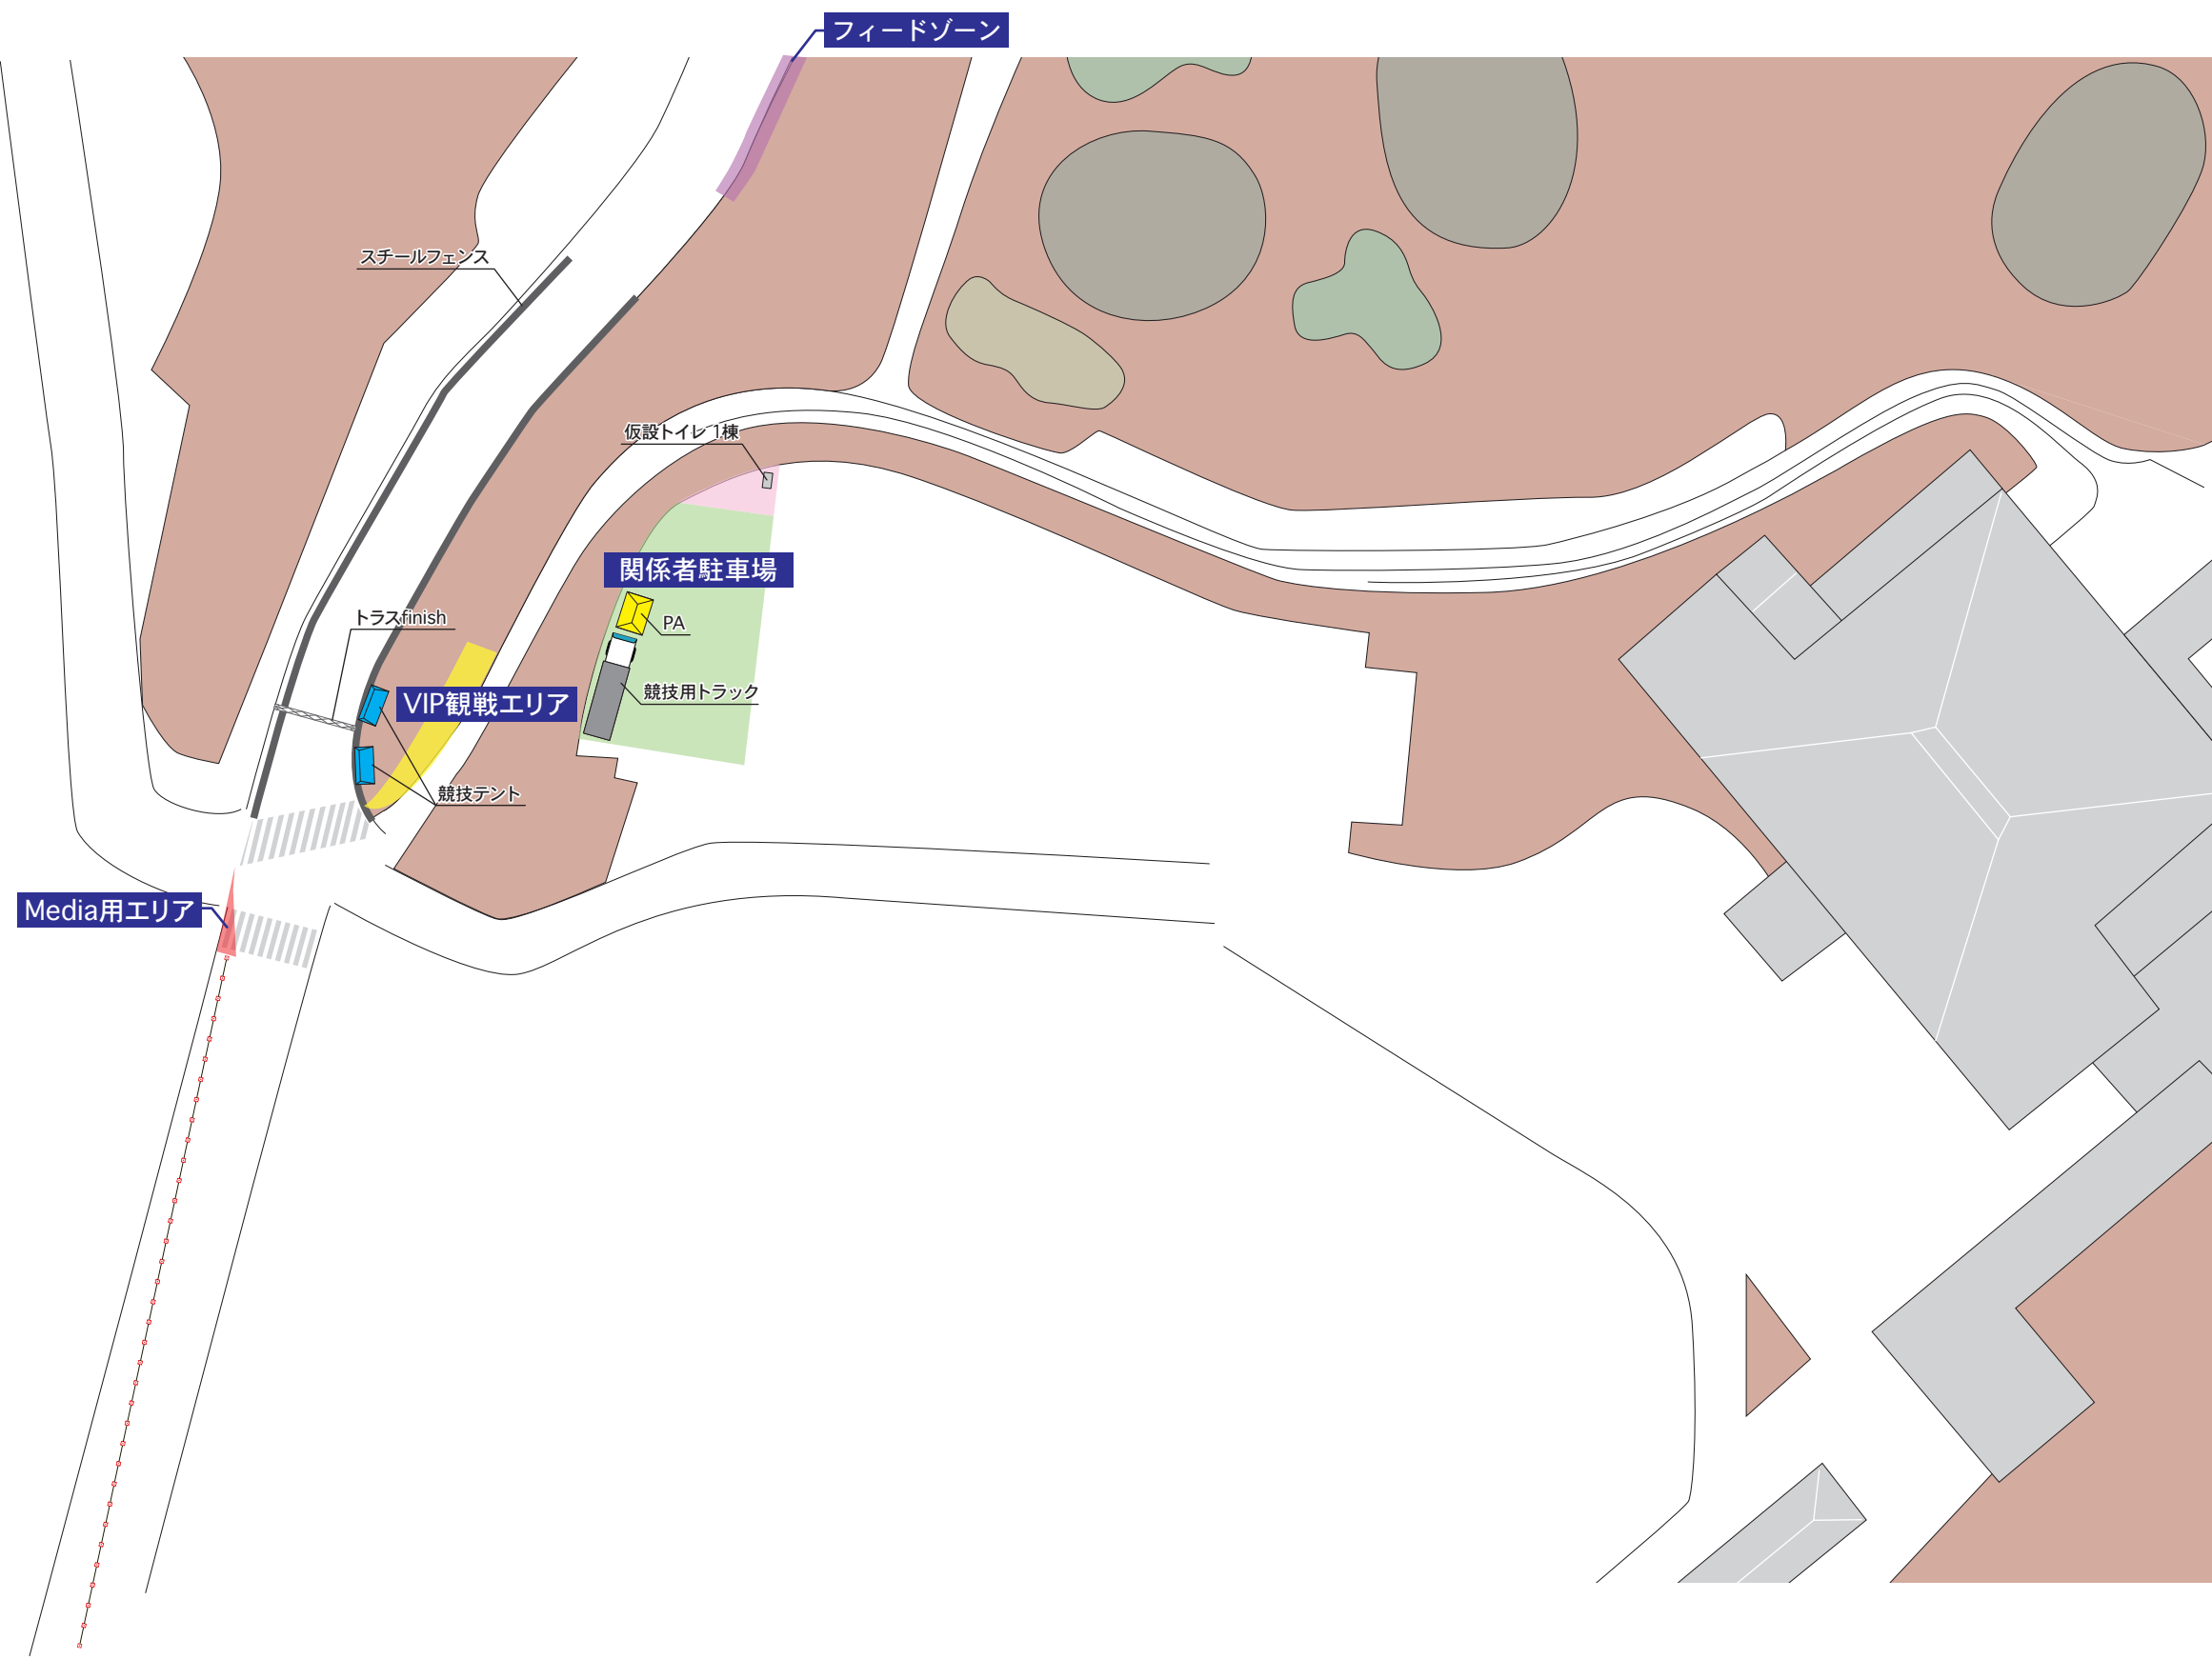 フィードゾーン
スチールフェンス
仮設トイレ 1棟
関係者駐車場
トラスfinish
PA
VIP観戦エリア
競技用トラック
競技テント
Media用エリア